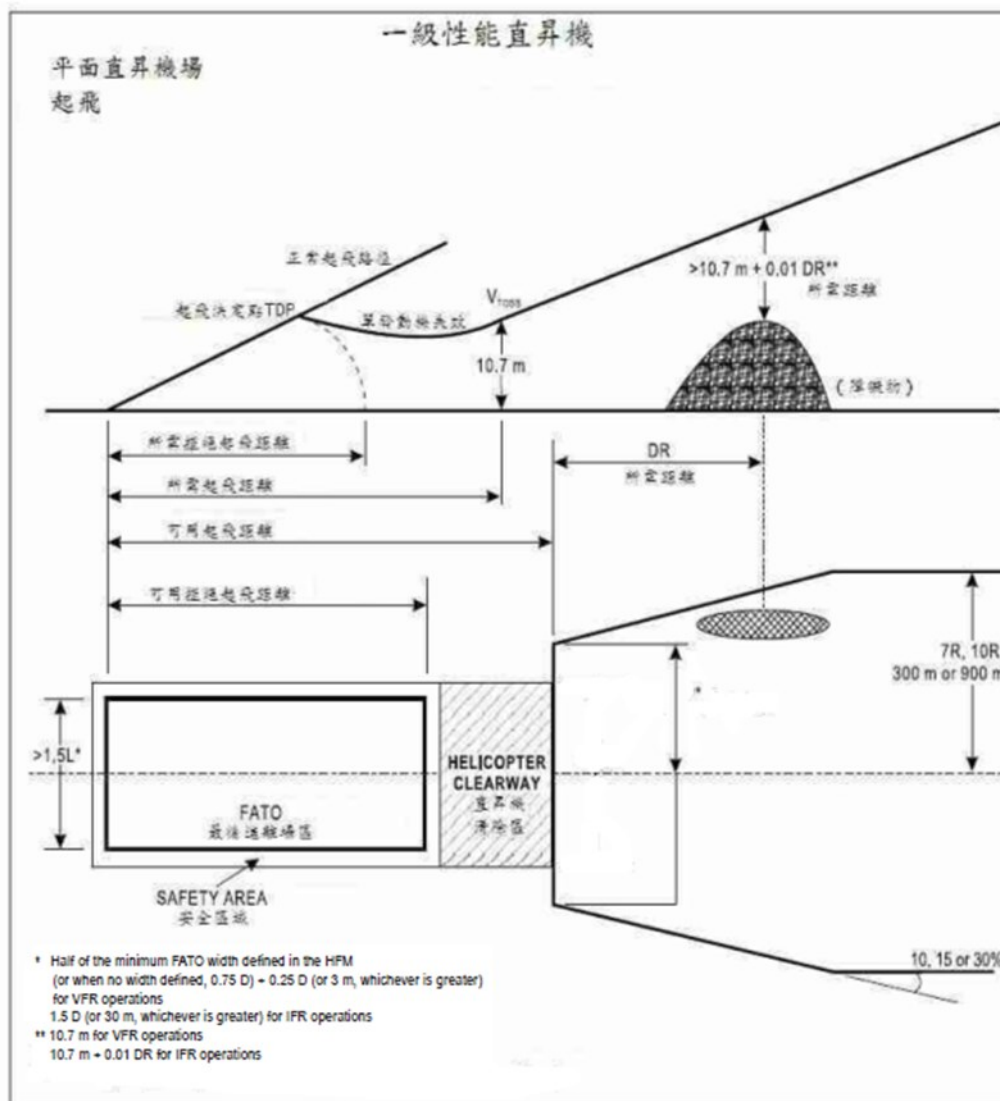 一級性能直昇機
平面直昇機場
起飛
正常起飛路徑
起飛決定點TDP
單發動機失效
VTOSS
10.7 m
>10.7 m + 0.01 DR**
所需距離
(障礙物)
所需拒絕起飛距離
所需起飛距離
可用起飛距離
可用拒絕起飛距離
DR
所需距離
7R, 10R
300 m or 900 m
*
>1,5L*
HELICOPTER
CLEARWAY
直昇機
清除區
FATO
最後進離場區
SAFETY AREA
安全區域
10, 15 or 30%
* Half of the minimum FATO width defined in the HFM
(or when no width defined, 0.75 D) + 0.25 D (or 3 m, whichever is greater)
for VFR operations
1.5 D (or 30 m, whichever is greater) for IFR operations
** 10.7 m for VFR operations
10.7 m + 0.01 DR for IFR operations